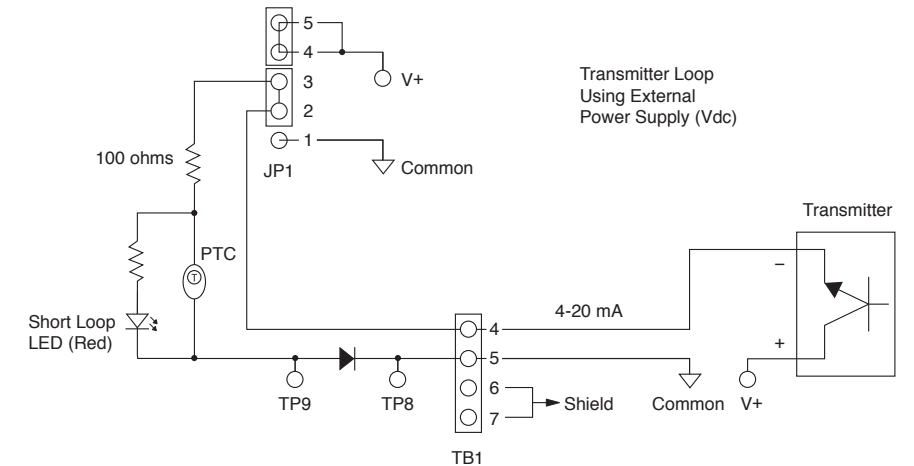 5
4
3
2
1
V+
Common
JP1
Transmitter Loop
Using External
Power Supply (Vdc)
100 ohms
PTC
T
Short Loop
LED (Red)
TP9
TP8
4-20 mA
4
5
6
7
Shield
TB1
Common
V+
Transmitter
–
+